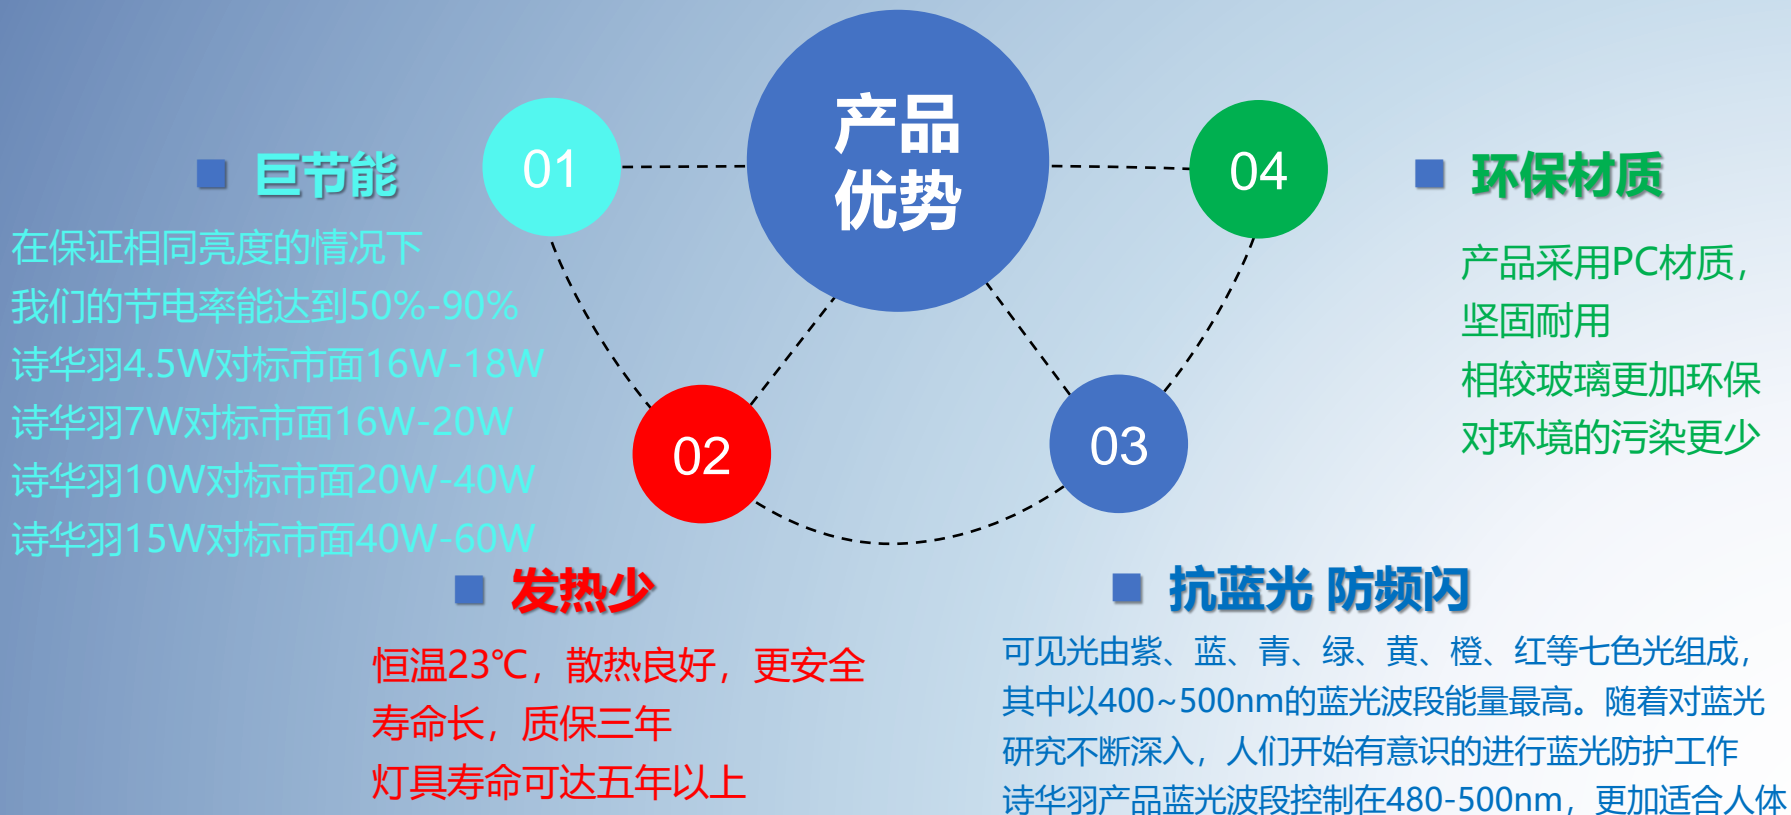 产品
优势
01
巨节能
在保证相同亮度的情况下
我们的节电率能达到50%-90%
诗华羽4.5W对标市面16W-18W
诗华羽7W对标市面16W-20W
诗华羽10W对标市面20W-40W
诗华羽15W对标市面40W-60W
02
发热少
恒温23℃，散热良好，更安全
寿命长，质保三年
灯具寿命可达五年以上
03
抗蓝光 防频闪
可见光由紫、蓝、青、绿、黄、橙、红等七色光组成，
其中以400~500nm的蓝光波段能量最高。随着对蓝光
研究不断深入，人们开始有意识的进行蓝光防护工作
诗华羽产品蓝光波段控制在480-500nm，更加适合人体
04
环保材质
产品采用PC材质，
坚固耐用
相较玻璃更加环保
对环境的污染更少